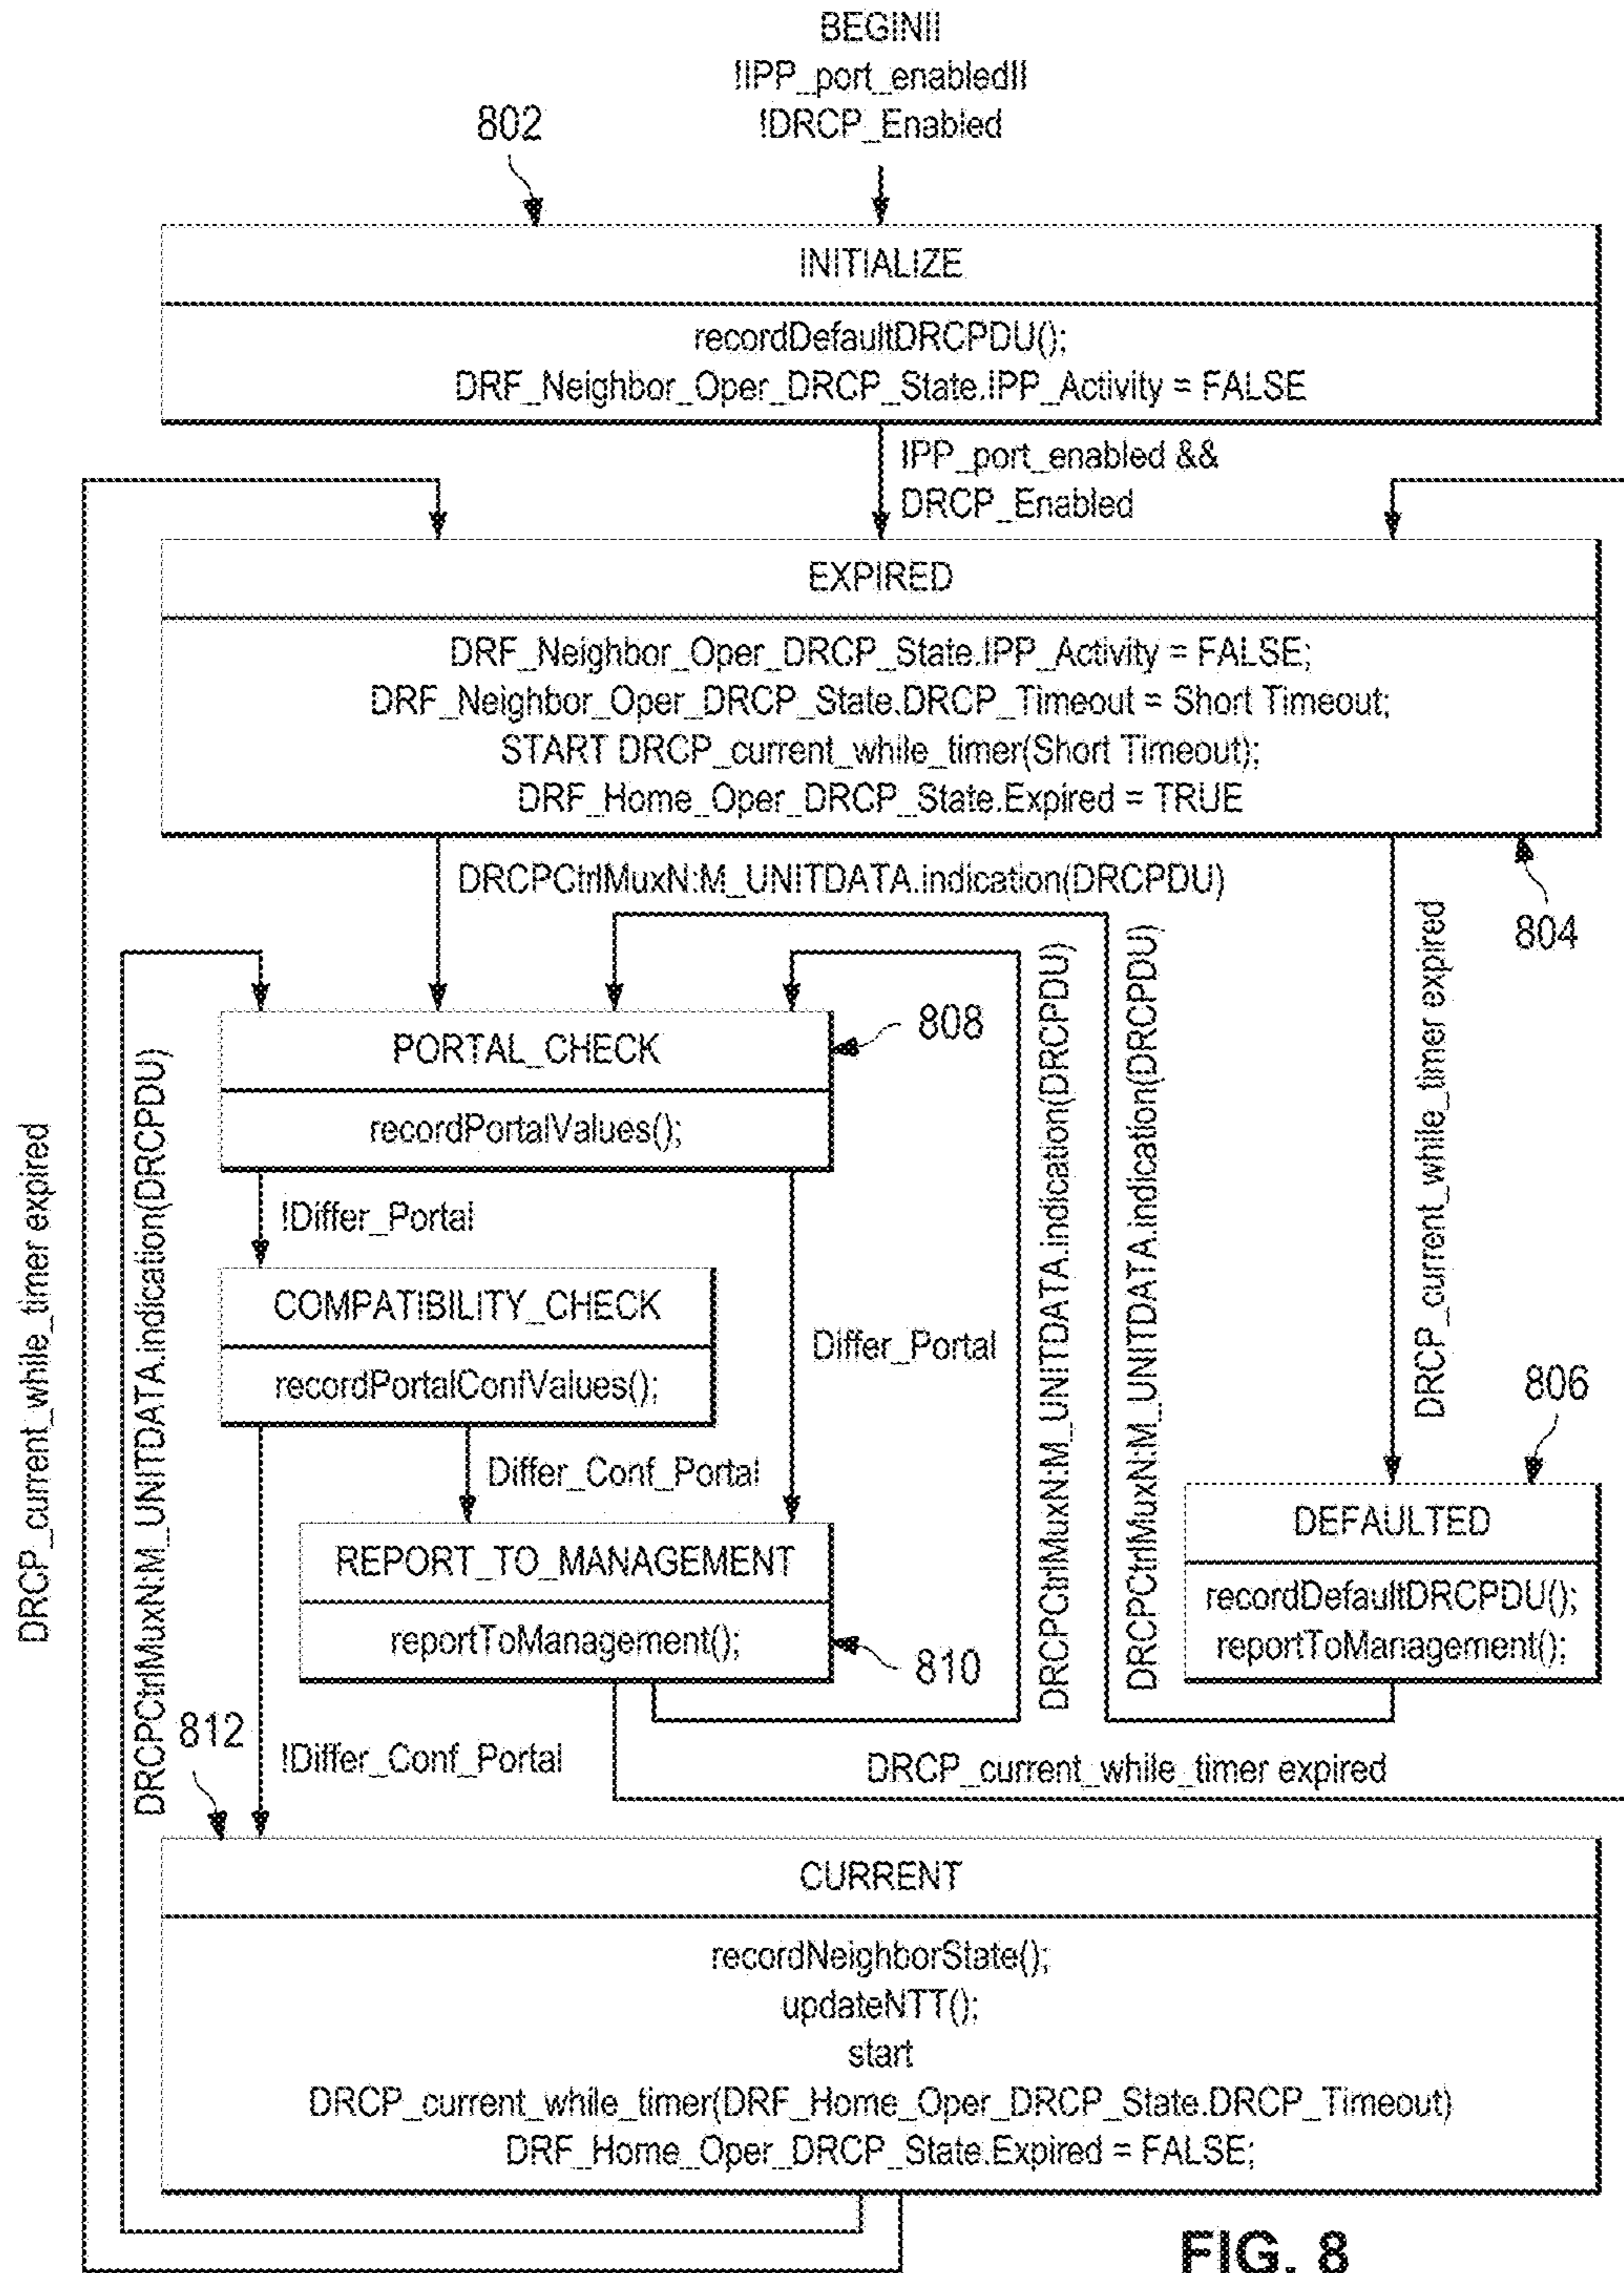 BEGIN||
!IPP_port_enabled||
!DRCP_Enabled
802
INITIALIZE
recordDefaultDRCPDU();
DRF_Neighbor_Oper_DRCP_State.IPP_Activity = FALSE
IPP_port_enabled &&
DRCP_Enabled
EXPIRED
DRF_Neighbor_Oper_DRCP_State.IPP_Activity = FALSE;
DRF_Neighbor_Oper_DRCP_State.DRCP_Timeout = Short Timeout;
START DRCP_current_while_timer(Short Timeout);
DRF_Home_Oper_DRCP_State.Expired = TRUE
804
DRCPCtrlMuxN:M_UNITDATA.indication(DRCPDU)
PORTAL_CHECK
recordPortalValues();
808
!Differ_Portal
COMPATIBILITY_CHECK
recordPortalConfValues();
Differ_Portal
Differ_Conf_Portal
REPORT_TO_MANAGEMENT
reportToManagement();
810
DRCPCtrlMuxN:M_UNITDATA.indication(DRCPDU)
DRCPCtrlMuxN:M_UNITDATA.indication(DRCPDU)
DRCP_current_while_timer expired
806
DEFAULTED
recordDefaultDRCPDU();
reportToManagement();
DRCP_current_while_timer expired
DRCPCtrlMuxN:M_UNITDATA.indication(DRCPDU)
812
!Differ_Conf_Portal
DRCP_current_while_timer expired
CURRENT
recordNeighborState();
updateNTT();
start
DRCP_current_while_timer(DRF_Home_Oper_DRCP_State.DRCP_Timeout)
DRF_Home_Oper_DRCP_State.Expired = FALSE;
FIG. 8